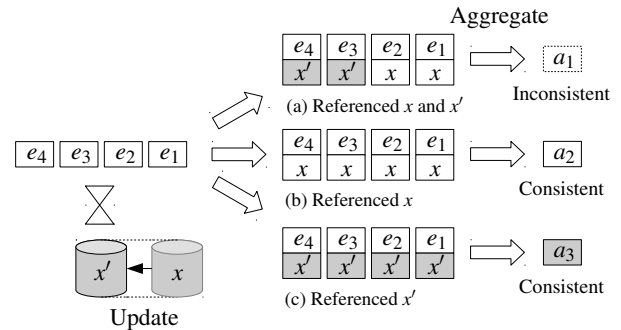 Aggregate
e4 e3 e2 e1
x′ x′ x x
a1
(a) Referenced x and x′
Inconsistent
e4 e3 e2 e1
e4 e3 e2 e1
x x x x
a2
(b) Referenced x
Consistent
e4 e3 e2 e1
x′ x′ x′ x′
a3
x′ x
(c) Referenced x′
Consistent
Update